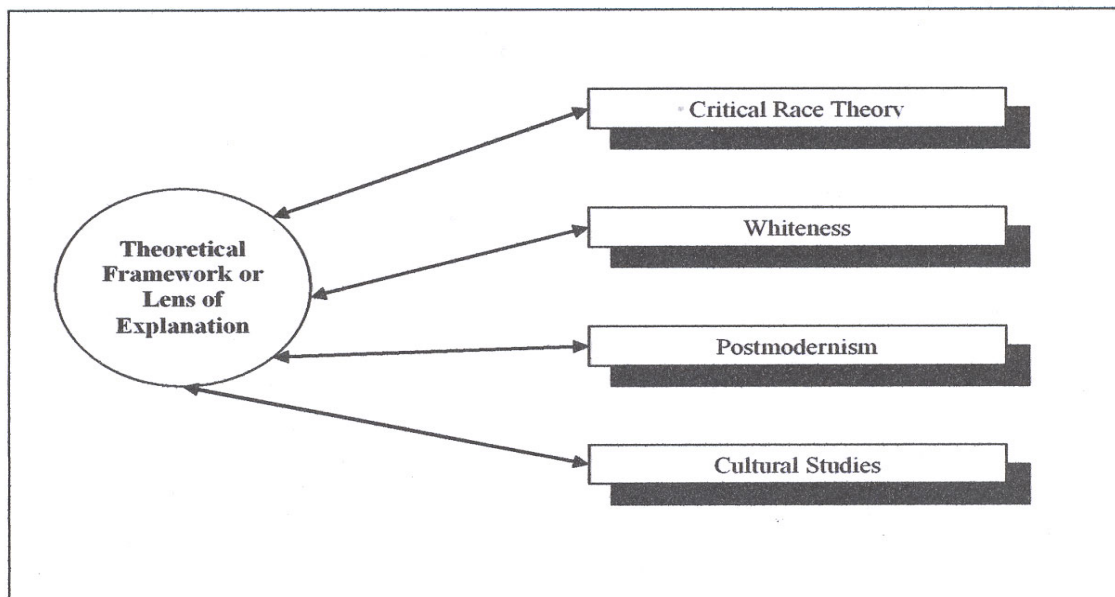 Critical Race Theory
Whiteness
Theoretical
Framework or
Lens of
Explanation
Postmodernism
Cultural Studies